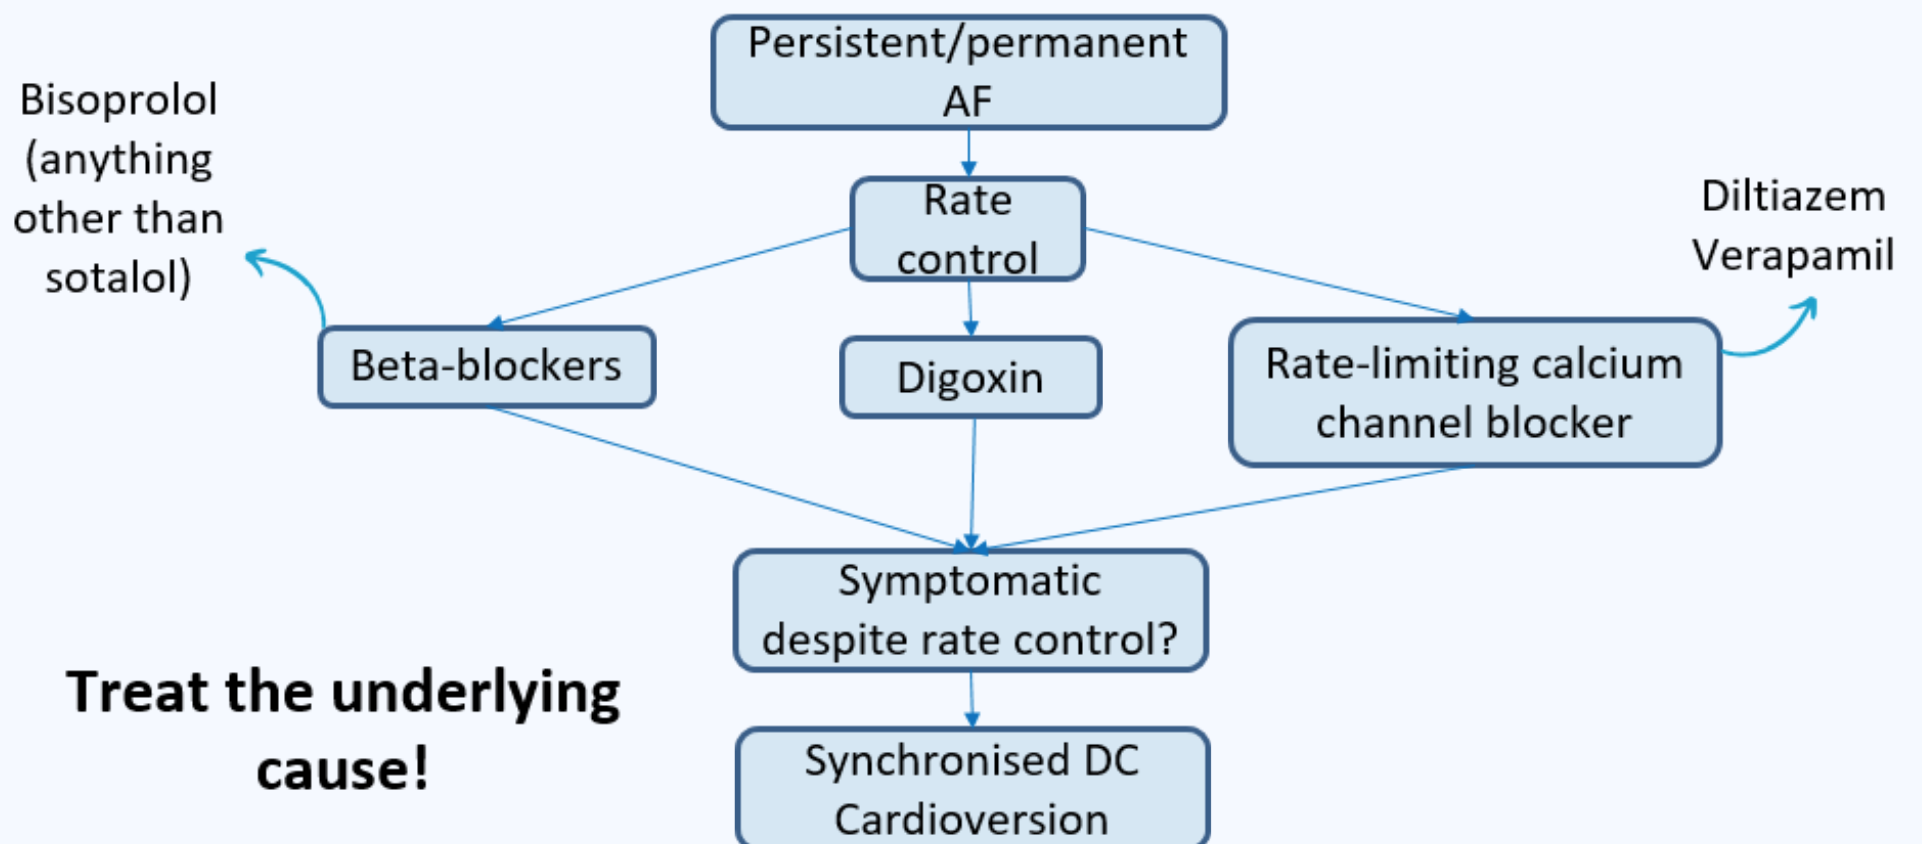 Persistent/permanent
AF
Bisoprolol
(anything
other than
sotalol)
Rate
control
Diltiazem
Verapamil
Beta-blockers
Digoxin
Rate-limiting calcium
channel blocker
Symptomatic
despite rate control?
Treat the underlying
cause!
Synchronised DC
Cardioversion